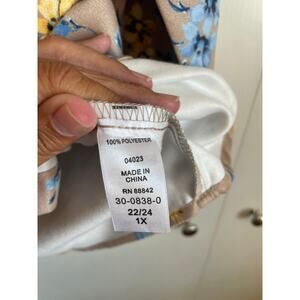 100% POLYESTER
04023
MADE IN
CHINA
RN 88842
30-0838-0
22/24
1X